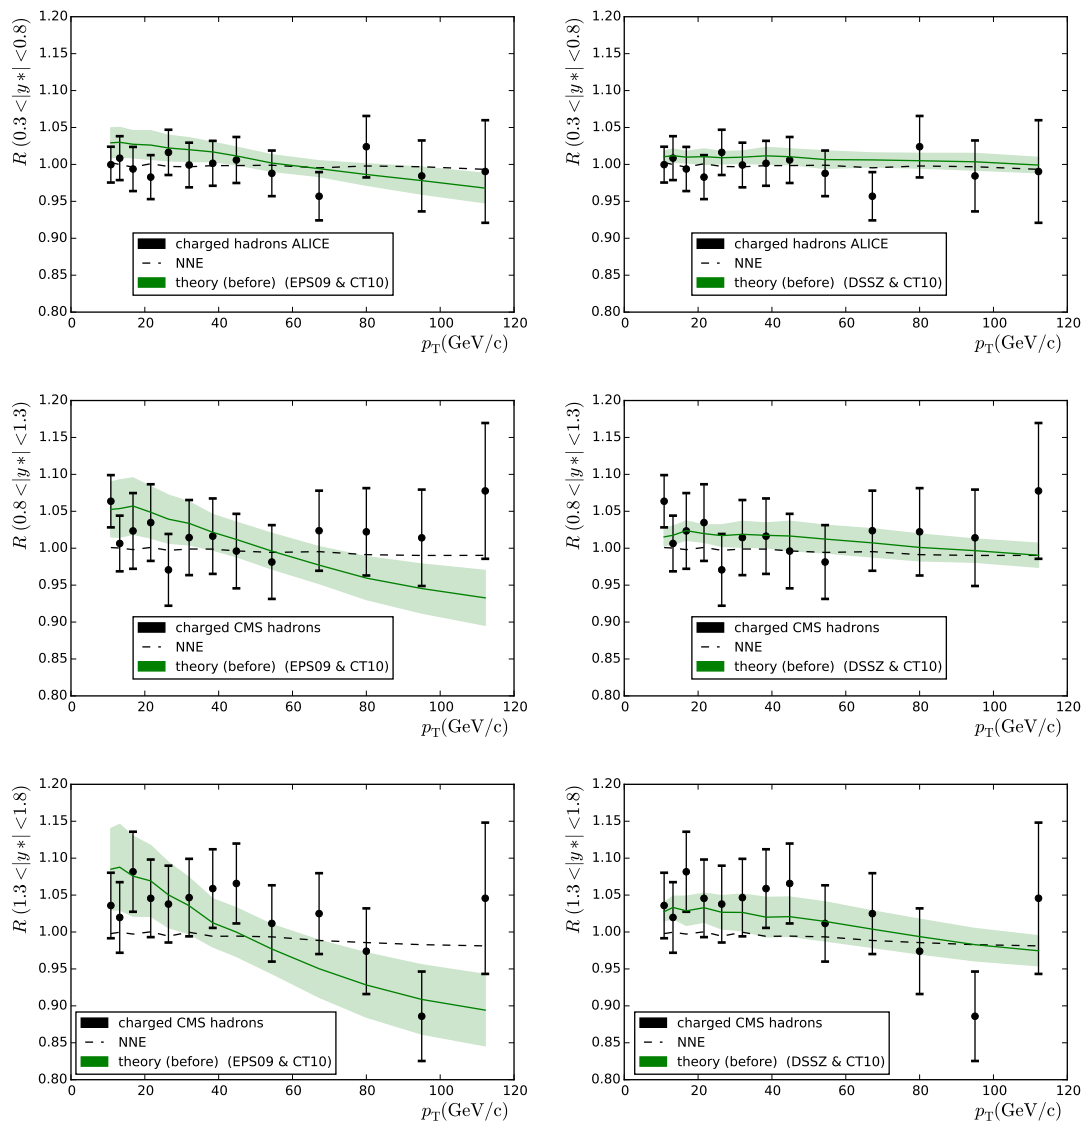 1.20
1.15
1.10
1.05
1.00
0.95
0.90
0.85
0.80
R (0.3 < |y∗| < 0.8)
charged hadrons ALICE
NNE
theory (before) (EPS09 & CT10)
0 20 40 60 80 100 120
p_T(GeV/c)
1.20
1.15
1.10
1.05
1.00
0.95
0.90
0.85
0.80
R (0.3 < |y∗| < 0.8)
charged hadrons ALICE
NNE
theory (before) (DSSZ & CT10)
0 20 40 60 80 100 120
p_T(GeV/c)
1.20
1.15
1.10
1.05
1.00
0.95
0.90
0.85
0.80
R (0.8 < |y∗| < 1.3)
charged CMS hadrons
NNE
theory (before) (EPS09 & CT10)
0 20 40 60 80 100 120
p_T(GeV/c)
1.20
1.15
1.10
1.05
1.00
0.95
0.90
0.85
0.80
R (0.8 < |y∗| < 1.3)
charged CMS hadrons
NNE
theory (before) (DSSZ & CT10)
0 20 40 60 80 100 120
p_T(GeV/c)
1.20
1.15
1.10
1.05
1.00
0.95
0.90
0.85
0.80
R (1.3 < |y∗| < 1.8)
charged CMS hadrons
NNE
theory (before) (EPS09 & CT10)
0 20 40 60 80 100 120
p_T(GeV/c)
1.20
1.15
1.10
1.05
1.00
0.95
0.90
0.85
0.80
R (1.3 < |y∗| < 1.8)
charged CMS hadrons
NNE
theory (before) (DSSZ & CT10)
0 20 40 60 80 100 120
p_T(GeV/c)